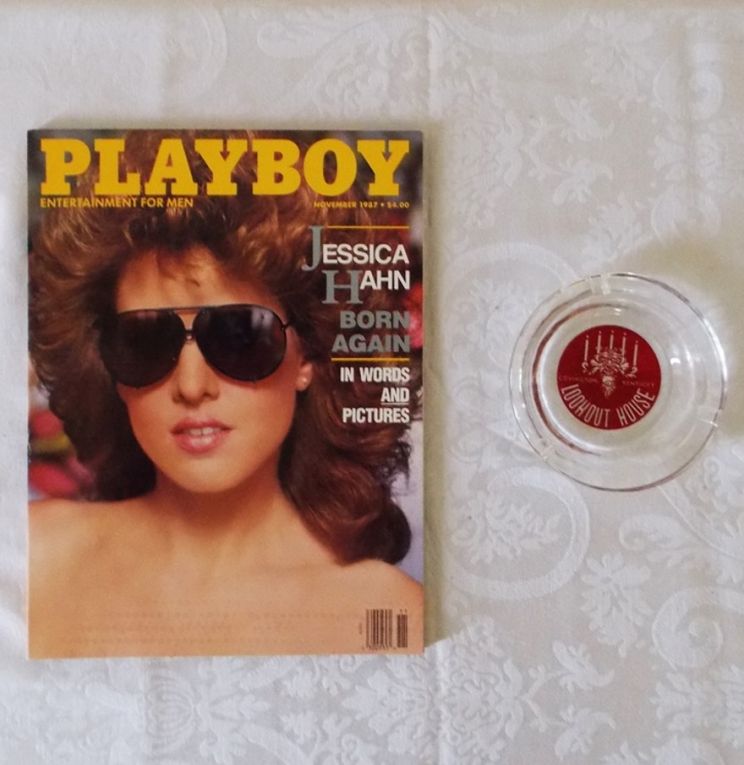 PLAYBOY
ENTERTAINMENT FOR MEN
NOVEMBER 1987 • $4.00
JESSICA
HAHN
BORN
AGAIN
IN WORDS
AND
PICTURES
COVINGTON, KENTUCKY
LOOKOUT HOUSE